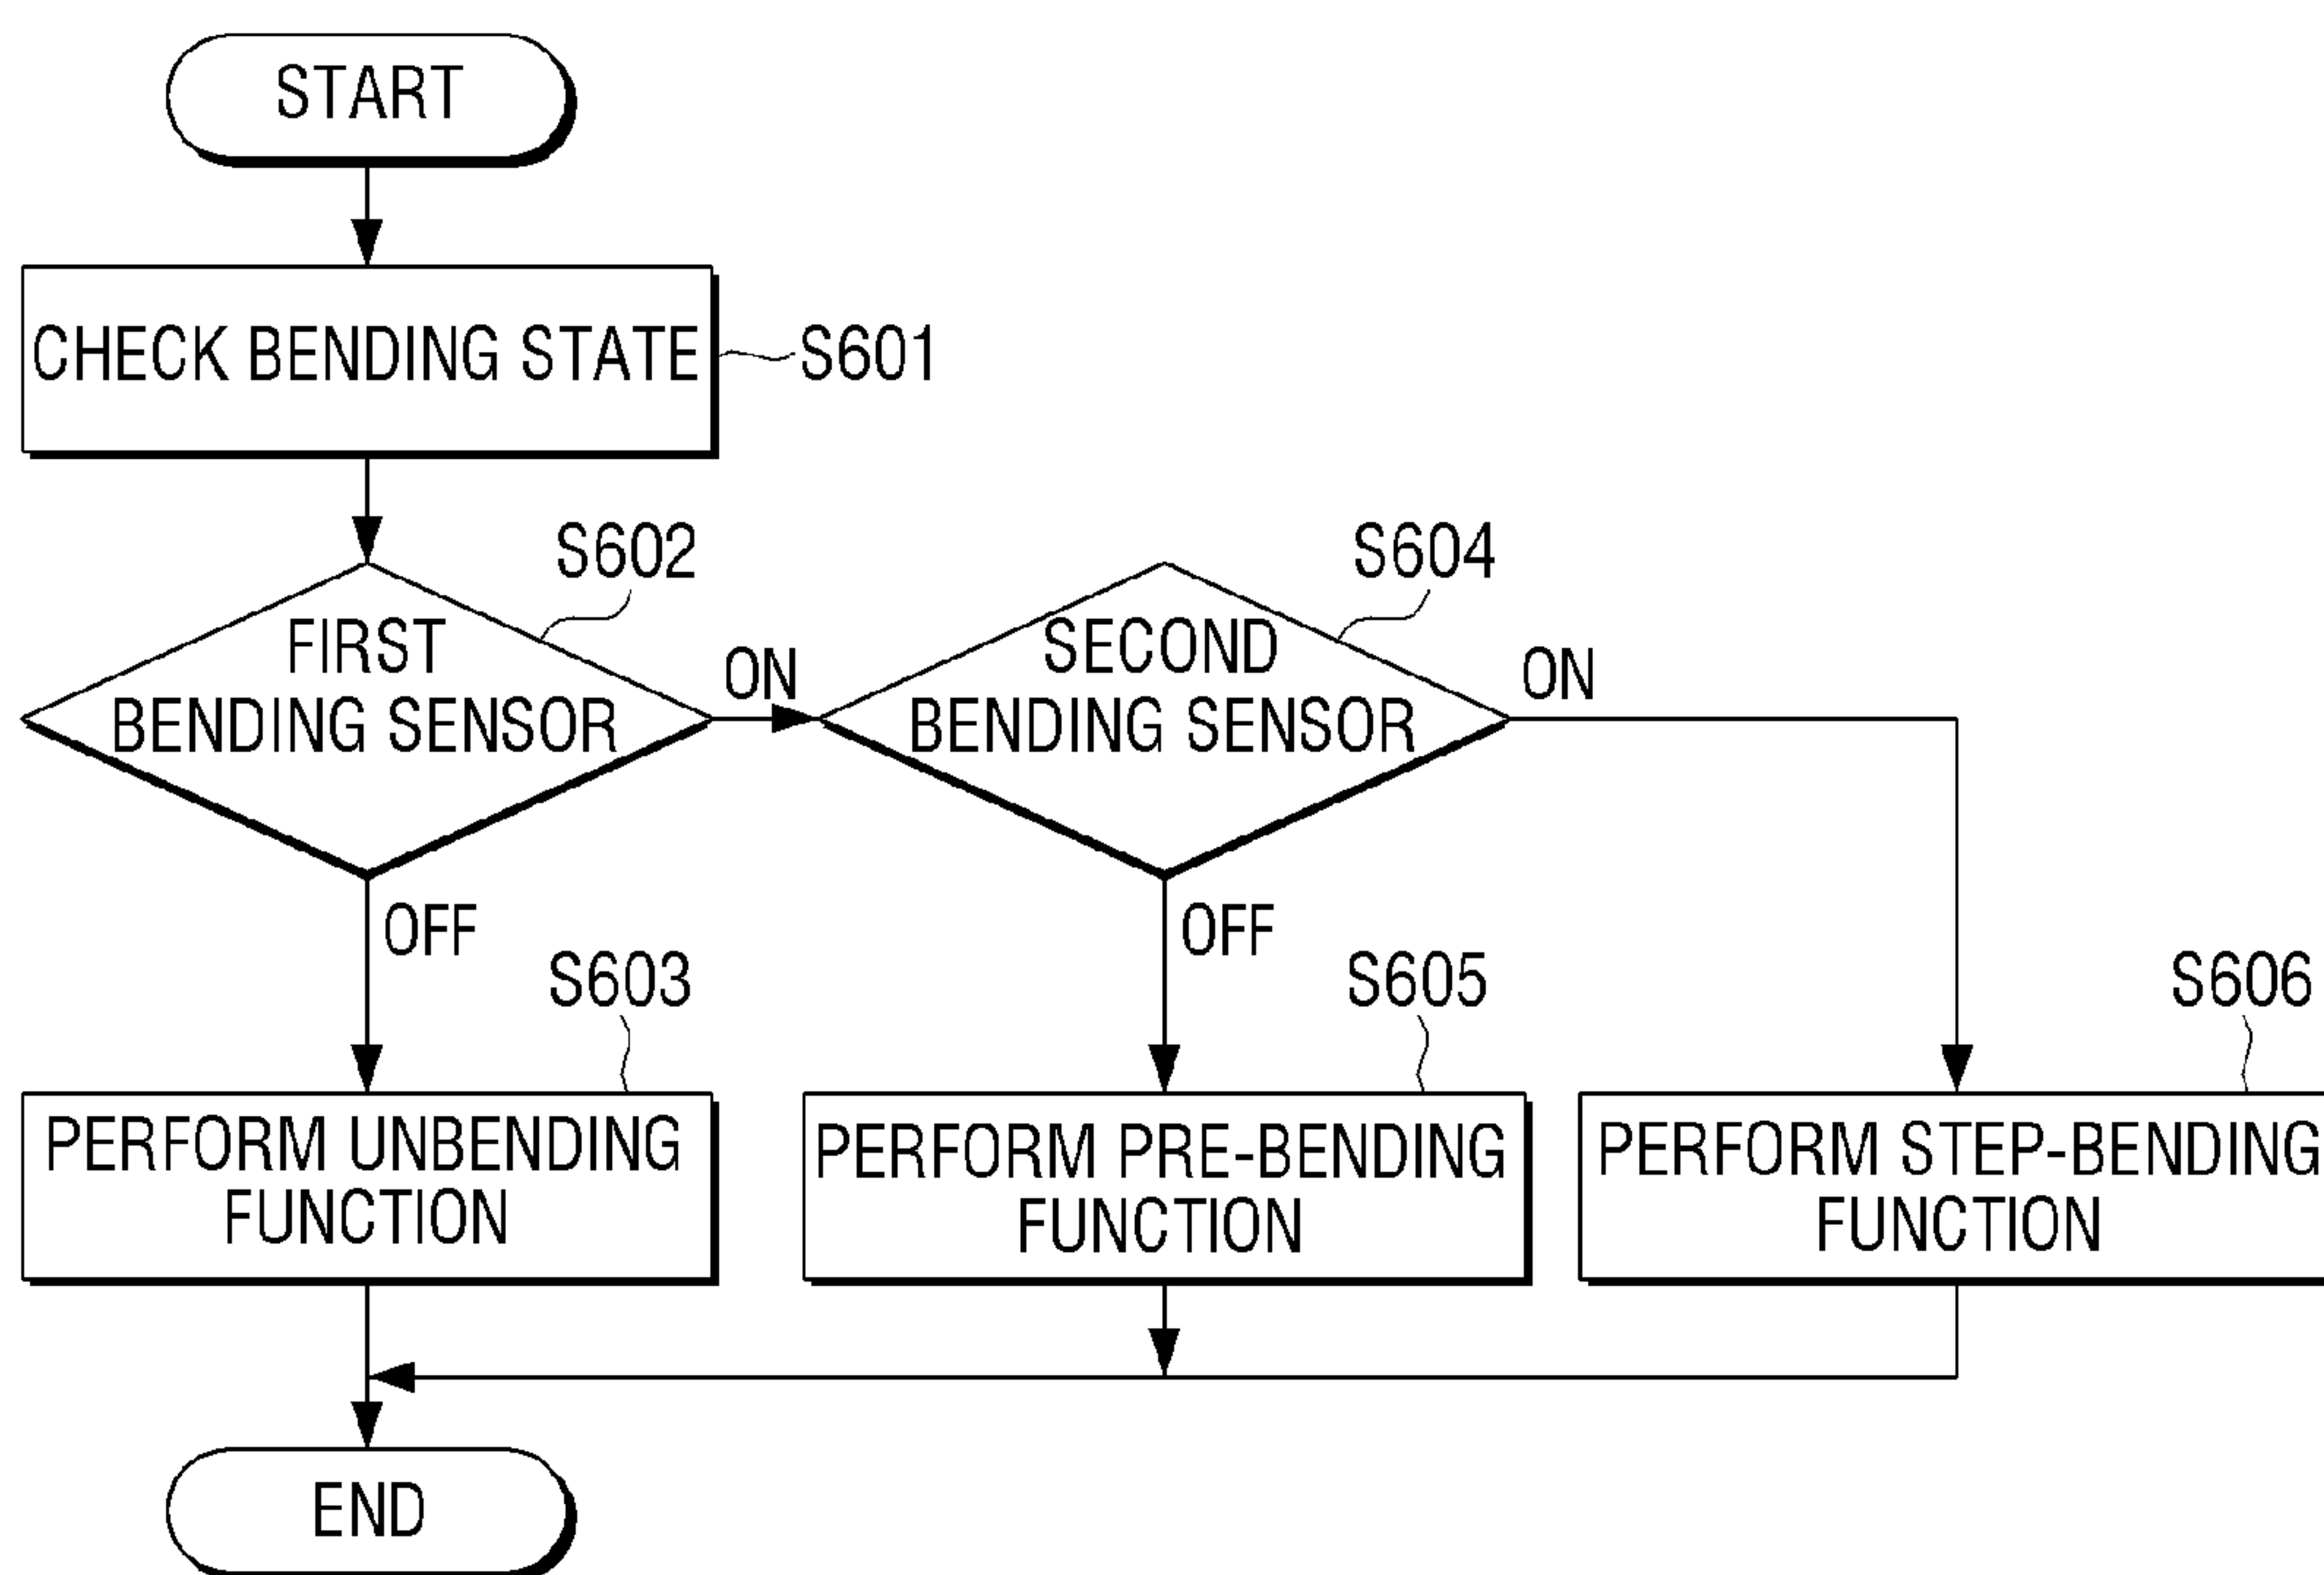 START
CHECK BENDING STATE
S601
S602
FIRST
BENDING SENSOR
ON
S604
SECOND
BENDING SENSOR
ON
OFF
OFF
S603
PERFORM UNBENDING
FUNCTION
S605
PERFORM PRE-BENDING
FUNCTION
S606
PERFORM STEP-BENDING
FUNCTION
END